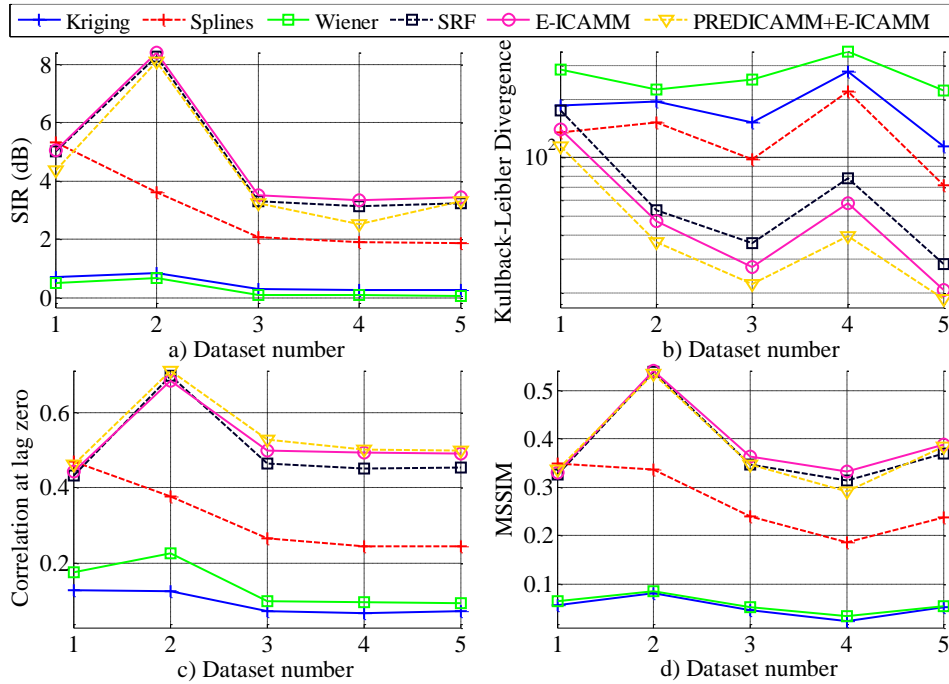 Kriging Splines Wiener SRF E-ICAMM PREDICAMM+E-ICAMM
SIR (dB)
8
6
4
2
0
1 2 3 4 5
a) Dataset number
Kullback-Leibler Divergence
10²
1 2 3 4 5
b) Dataset number
Correlation at lag zero
0.6
0.4
0.2
1 2 3 4 5
c) Dataset number
MSSIM
0.5
0.4
0.3
0.2
0.1
1 2 3 4 5
d) Dataset number